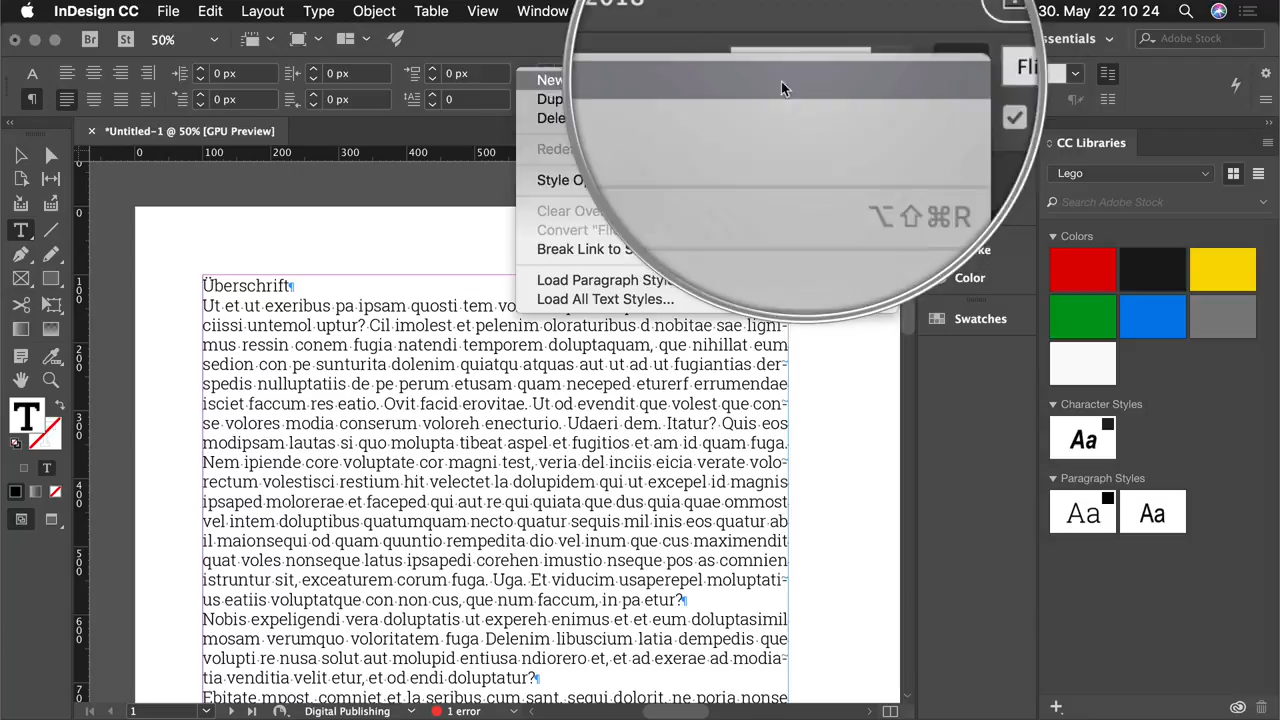 InDesign CC File Edit Layout Type Object Table View Window
30. May 22 10 24
Br St 50%
Adobe Stock
0 px 0 px 0 px
0 px 0 px 0
*Untitled-1 @ 50% [GPU Preview]
0 100 200 300 400 500
New
Style
⌥⇧⌘R
Break Link to
Load Paragraph
Load All Text Styles...
Color
Swatches
CC Libraries
Lego
Search Adobe Stock
Colors
Character Styles
Aa
Paragraph Styles
Aa Aa
Überschrift¶
Ut et ut exeribus pa ipsam quosti tem
ciissi untemol uptur? Cil imolest et pelenim oloraturibus d nobitae sae ligni-
mus ressin conem fugia natendi temporem doluptaquam, que nihillat eum
sedion con pe sunturita dolenim quiatqu atquas aut ut ad ut fugiantias der-
spedis nulluptatiis de pe perum etusam quam neceped eturerf errumendae
isciet faccum res eatio. Ovit facid erovitae. Ut od evendit que volest que con-
se volores modia conserum voloreh enecturio. Udaeri dem. Itatur? Quis eos
modipsam lautas si quo molupta tibeat aspel et fugitios et am id quam fuga.
Nem ipiende core voluptate cor magni test, veria del inciis eicia verate volo-
rectum volestisci restium hit velectet la dolupidem qui ut excepel id magnis
ipsaped molorerae et faceped qui aut re qui quiata que dus quia quae ommost
vel intem doluptibus quatumquam necto quatur sequis mil inis eos quatur ab
il maionsequi od quam quuntio rempedita dio vel inum que cus maximendit
quat voles nonseque latus ipsapedi corehen imustio nseque pos as comnien
istruntur sit, exceaturem corum fuga. Uga. Et viducim usaperepel moluptati-
us eatiis voluptatque con non cus, que num faccum, in pa etur?¶
Nobis expeligendi vera doluptatis ut expereh enimus et et eum doluptasimil
mosam verumquo voloritatem fuga Delenim libuscium latia dempedis que
volupti re nusa solut aut molupid entiusa ndiorero et, et ad exerae ad modia-
tia venditia velit etur, et od endi doluptatur?¶
Ebitate mpost comniet et la seribus cum sant sequi dolorit ne poria nonse
1 Digital Publishing 1 error